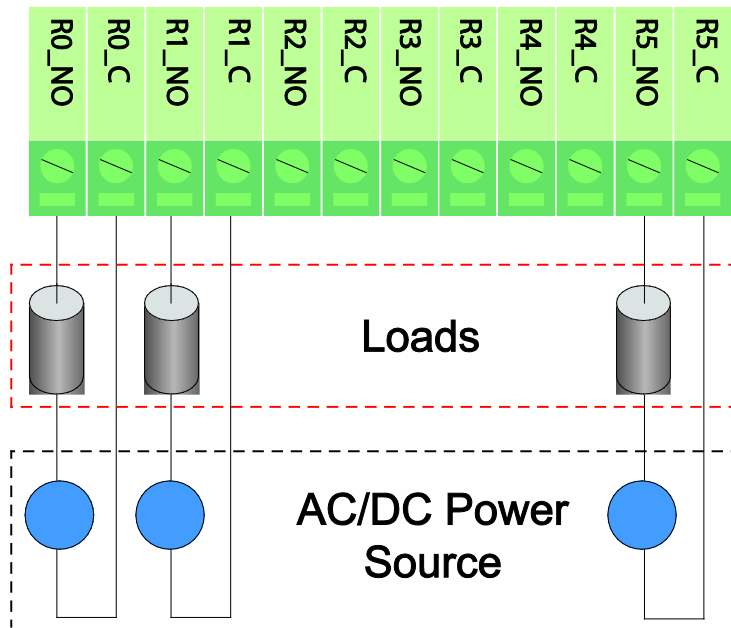 R0_NO
R0_C
R1_NO
R1_C
R2_NO
R2_C
R3_NO
R3_C
R4_NO
R4_C
R5_NO
R5_C
Loads
AC/DC Power
Source